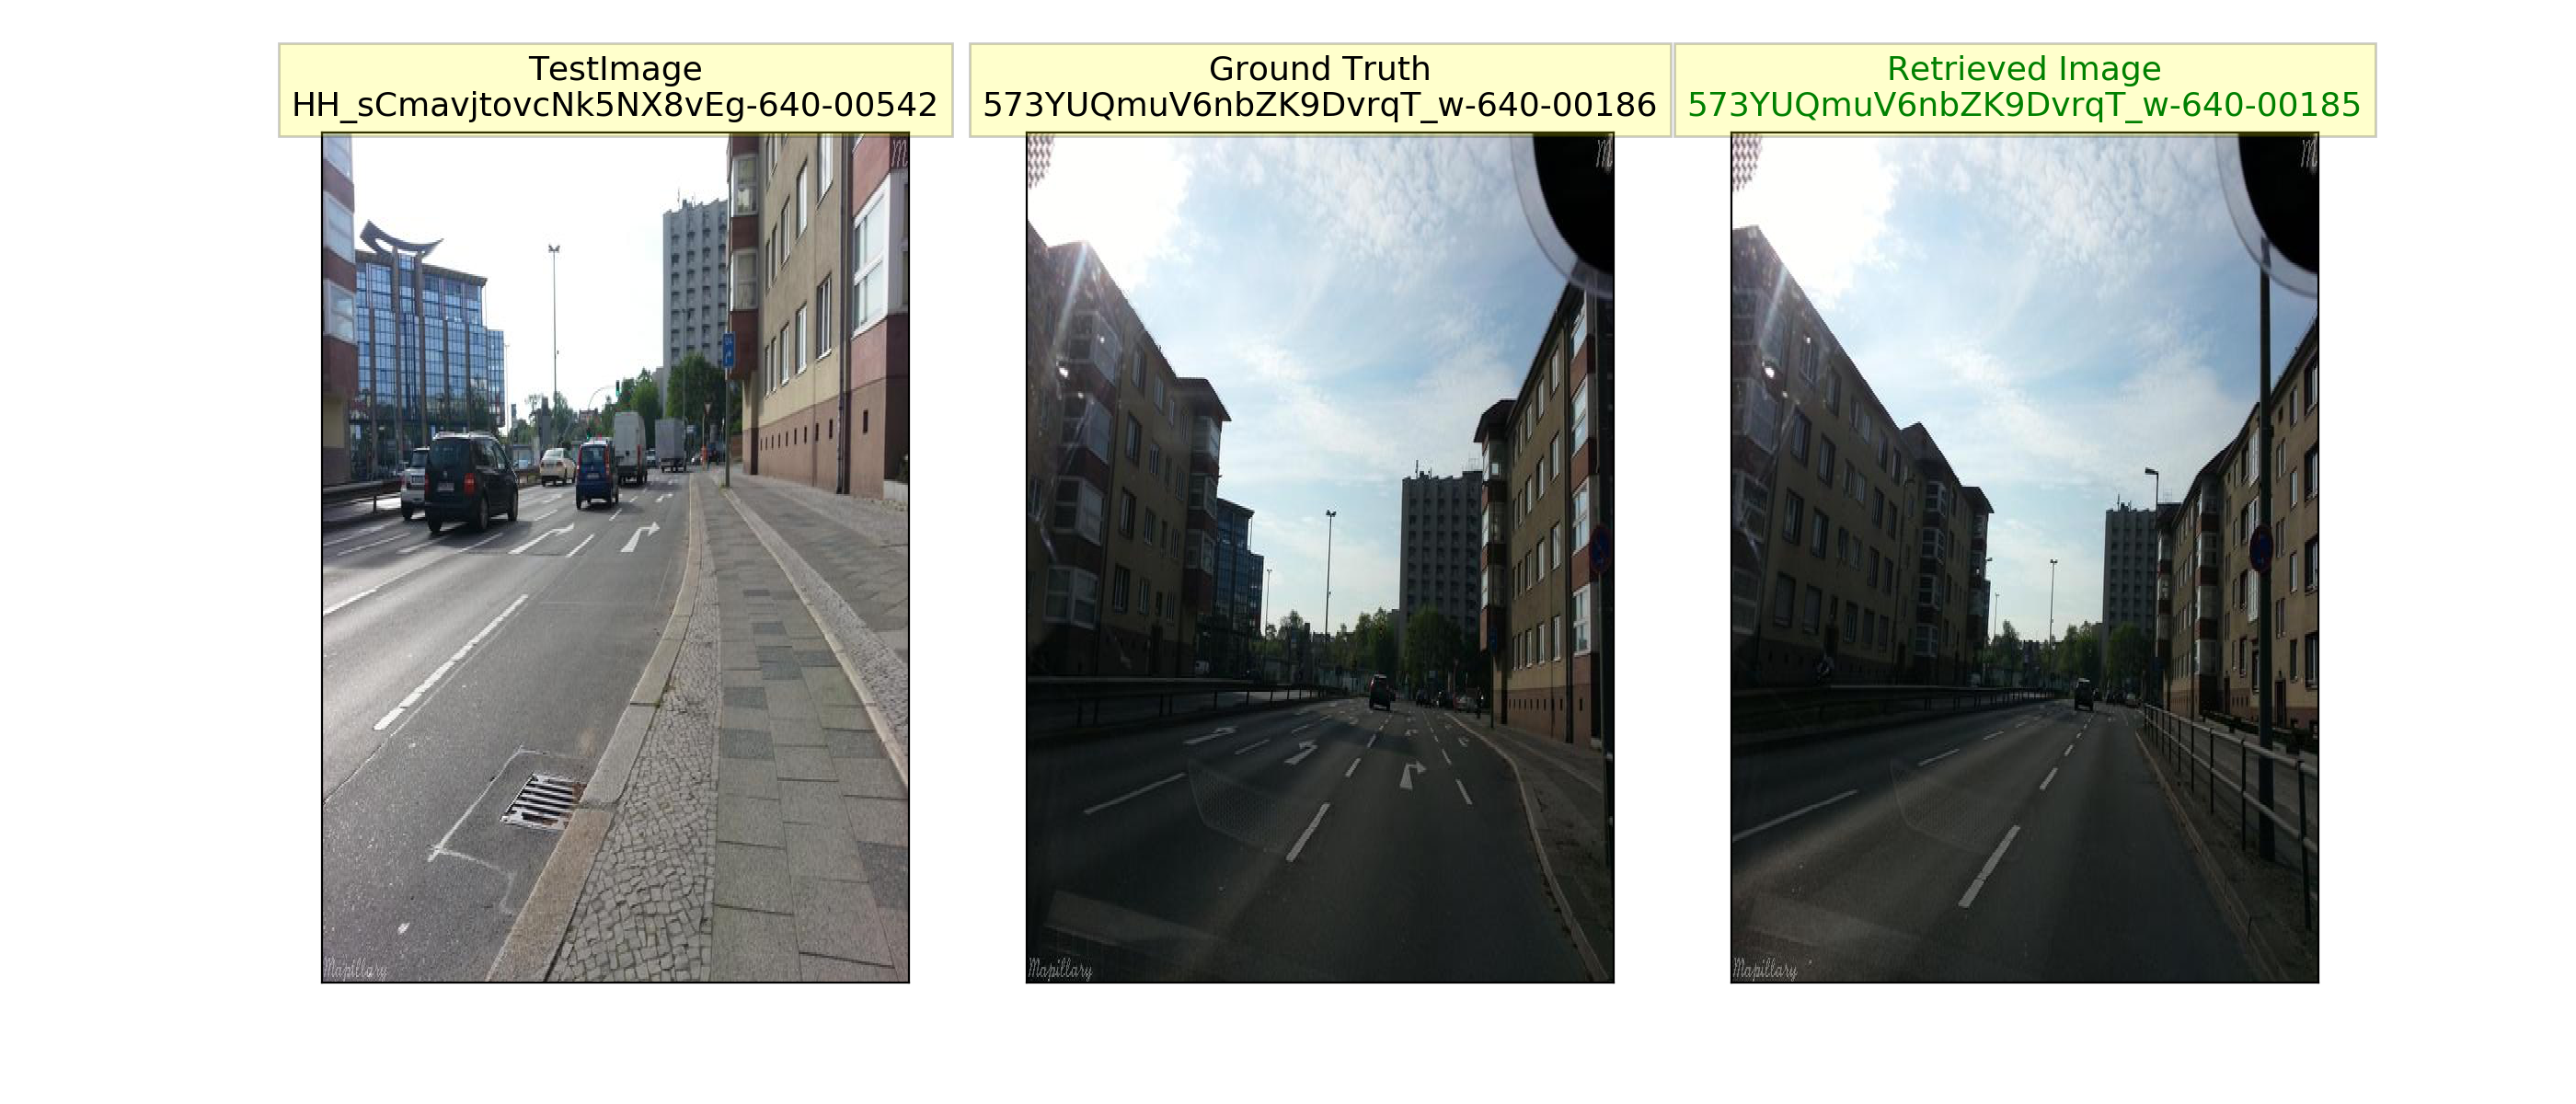 TestImage
HH_sCmavjtovcNk5NX8vEg-640-00542
Ground Truth
573YUQmuV6nbZK9DvrqT_w-640-00186
Retrieved Image
573YUQmuV6nbZK9DvrqT_w-640-00185
M
M
M
Mapillary
Mapillary
Mapillary